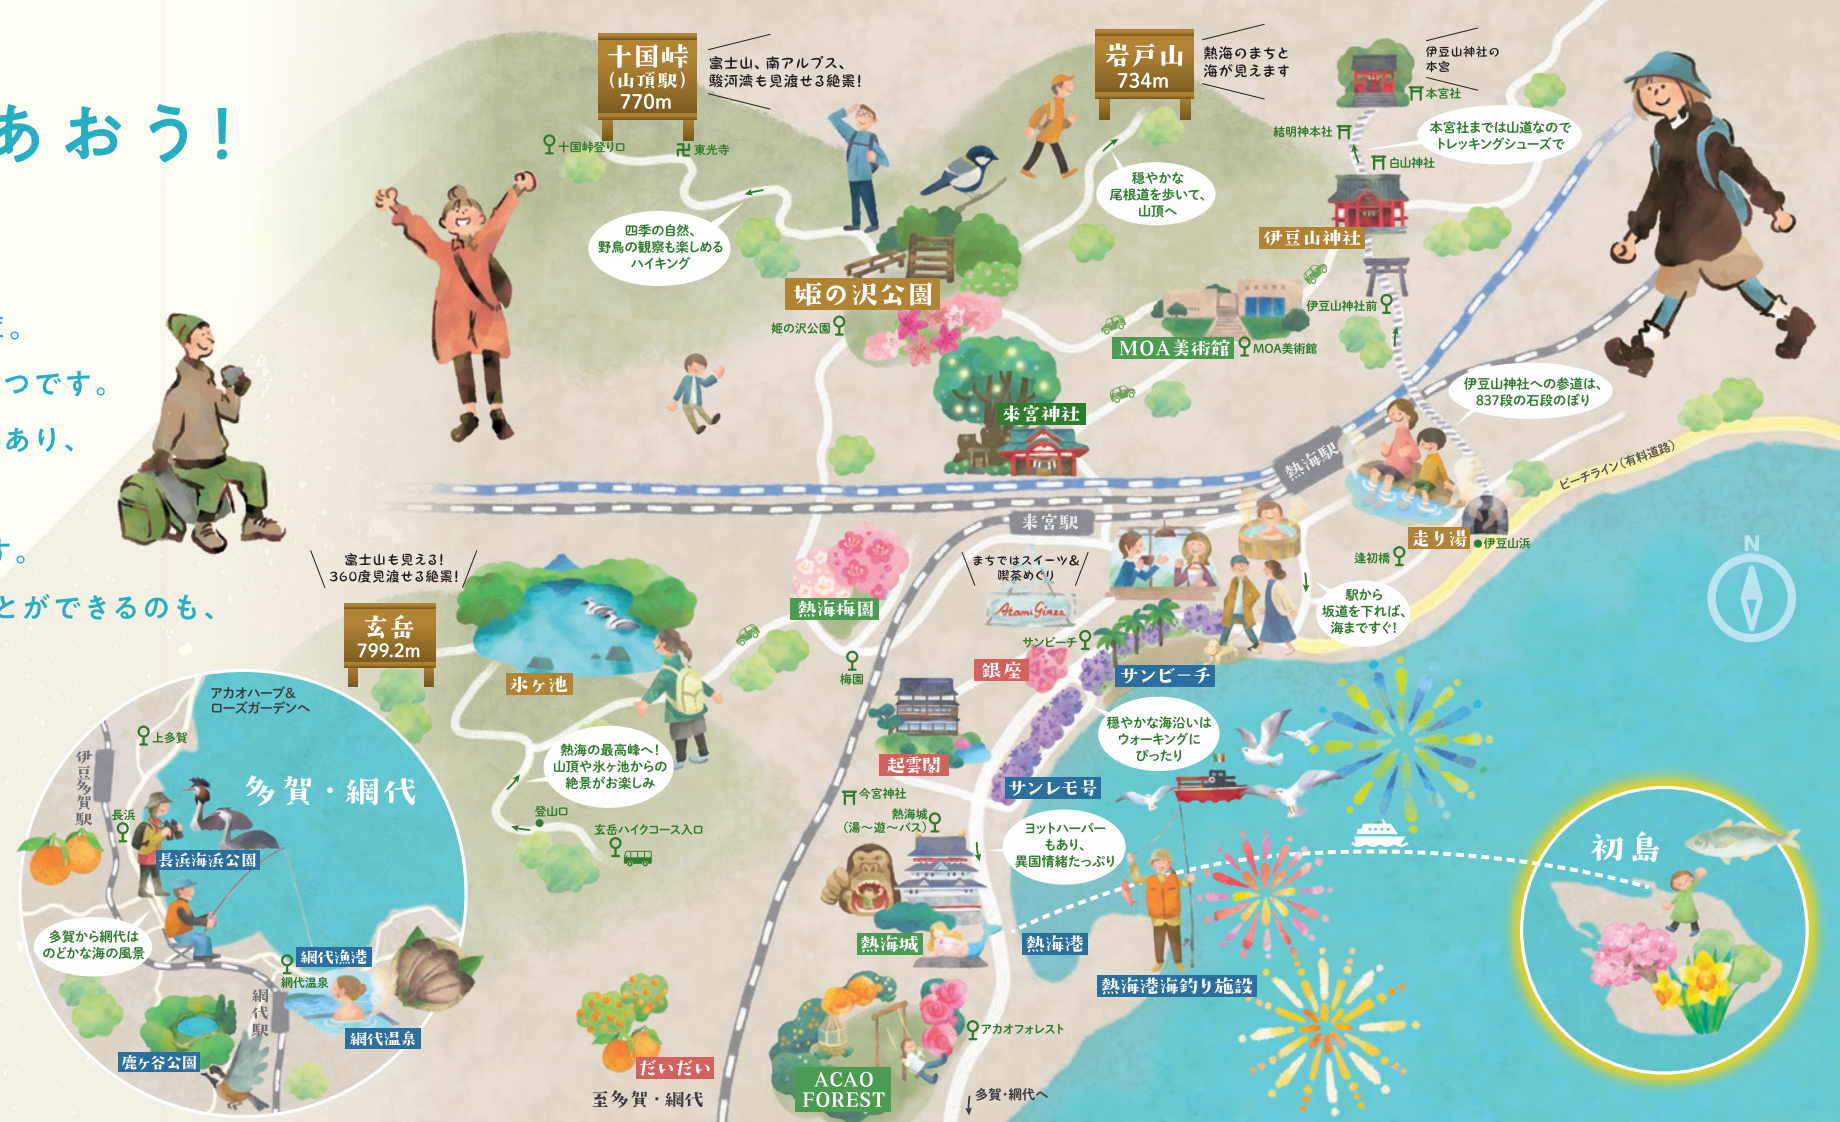 あおう!
。
つです。
あり、
す。
とができるのも、
十国峠
(山頂駅)
770m
富士山、南アルプス、
駿河湾も見渡せる絶景!
十国峠登り口
東光寺
四季の自然、
野鳥の観察も楽しめる
ハイキング
岩戸山
734m
熱海のまちと
海が見えます
穏やかな
尾根道を歩いて、
山頂へ
伊豆山神社の
本宮
本宮社
結明神本社
白山神社
本宮社までは山道なので
トレッキングシューズで
伊豆山神社
姫の沢公園
姫の沢公園
MOA美術館
MOA美術館
伊豆山神社前
来宮神社
伊豆山神社への参道は、
837段の石段のぼり
ビーチライン(有料道路)
熱海駅
来宮駅
走り湯
伊豆山浜
逢初橋
駅から
坂道を下れば、
海まですぐ!
N
富士山も見える!
360度見渡せる絶景!
玄岳
799.2m
氷ヶ池
熱海梅園
梅園
まちではスイーツ&
喫茶めぐり
Atami Ginza
サンビーチ
銀座
サンビーチ
穏やかな海沿いは
ウォーキングに
ぴったり
起雲閣
サンレモ号
熱海の最高峰へ!
山頂や氷ヶ池からの
絶景がお楽しみ
登山口
玄岳ハイクコース入口
今宮神社
熱海城
(湯~遊~バス)
ヨットハーバー
もあり、
異国情緒たっぷり
熱海城
熱海港
熱海港海釣り施設
初島
アカオハーブ&
ローズガーデンへ
上多賀
伊豆多賀駅
多賀・網代
長浜
長浜海浜公園
多賀から網代は
のどかな海の風景
網代漁港
網代温泉
網代駅
網代温泉
鹿ヶ谷公園
だいだい
至多賀・網代
ACAO
FOREST
アカオフォレスト
多賀・網代へ